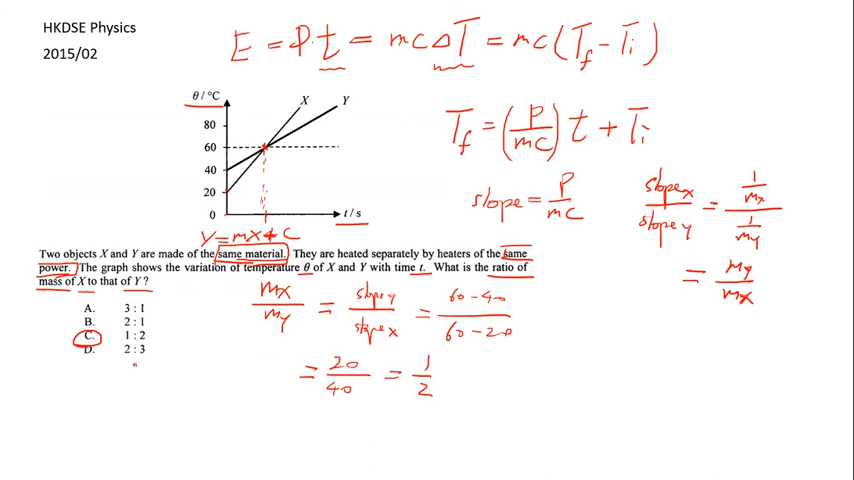 HKDSE Physics
2015/02
E = P·t = mcΔT = mc(Tf - Ti)
θ / °C
X
Y
80
60
40
20
0
t / s
Tf = (P/mc) t + Ti
slope = P/mc
slope x / slope y = (1/mx) / (1/my)
= my/mx
y = mx + c
Two objects X and Y are made of the same material. They are heated separately by heaters of the same
power. The graph shows the variation of temperature θ of X and Y with time t. What is the ratio of
mass of X to that of Y ?
A. 3 : 1
B. 2 : 1
C. 1 : 2
D. 2 : 3
mx/my = slope y / slope x = (60-40)/(60-20)
= 20/40 = 1/2